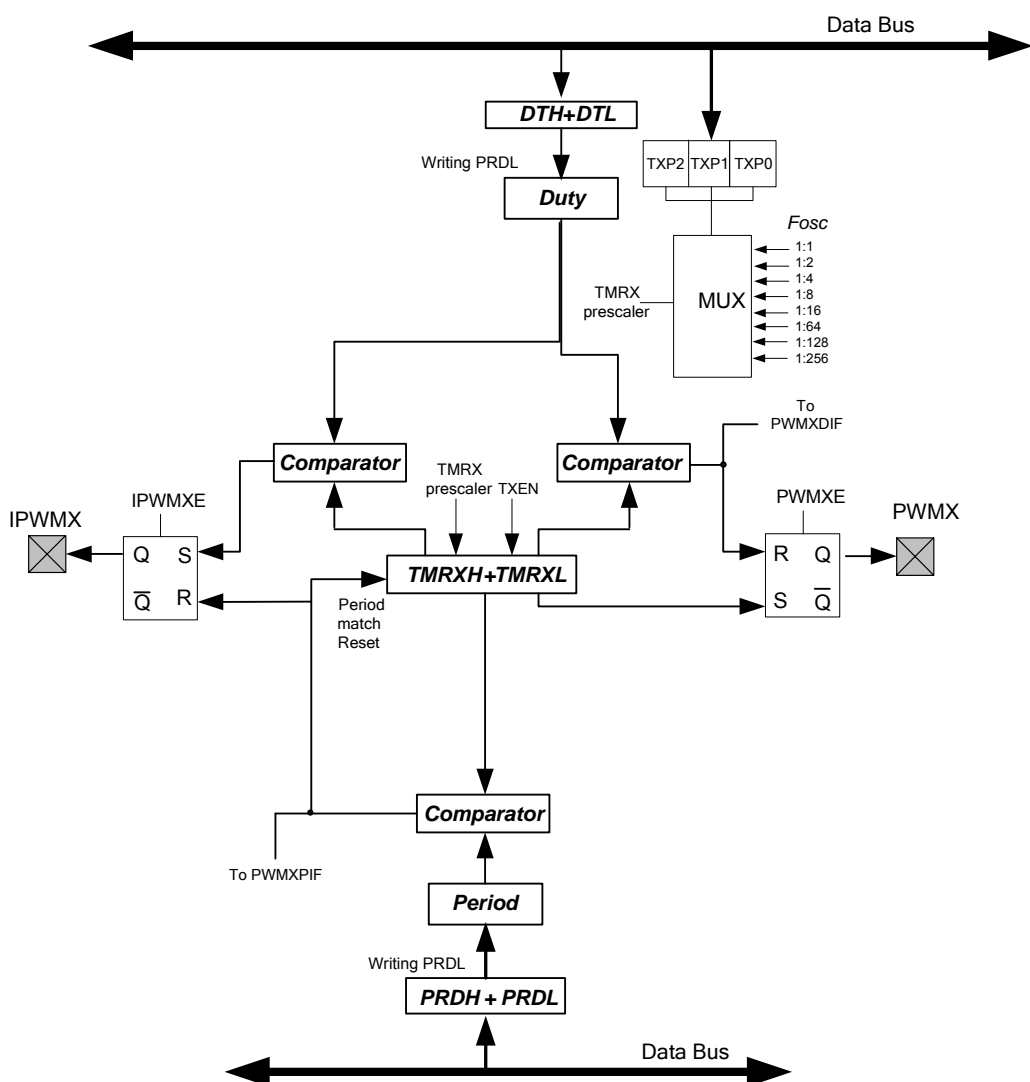 Data Bus
DTH+DTL
Writing PRDL
TXP2 TXP1 TXP0
Duty
Fosc
1:1
1:2
1:4
1:8
1:16
1:64
1:128
1:256
TMRX
prescaler
MUX
To
PWMXDIF
Comparator
Comparator
TMRX
prescaler
TXEN
IPWMXE
PWMXE
IPWMX
PWMX
Q S
Q R
R Q
S Q
TMRXH+TMRXL
Period
match
Reset
Comparator
To PWMXPIF
Period
Writing PRDL
PRDH + PRDL
Data Bus